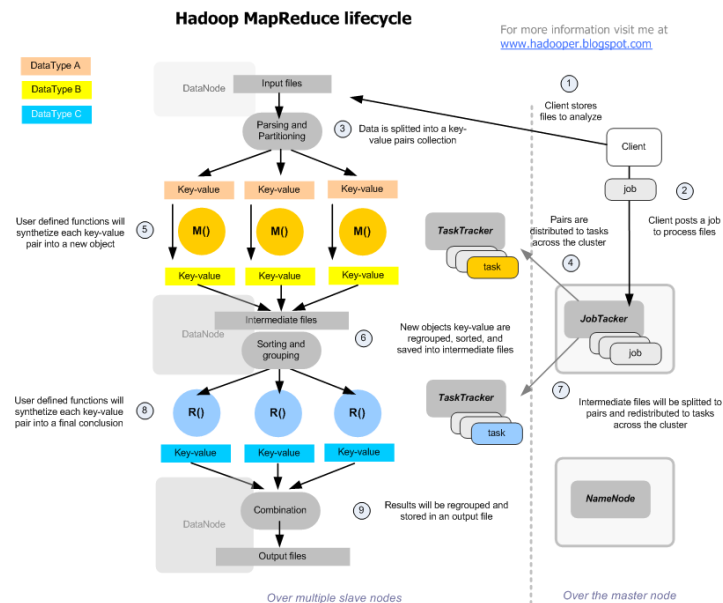 Hadoop MapReduce lifecycle
For more information visit me at
www.hadooper.blogspot.com
DataType A
DataType B
DataType C
DataNode
Input files
1
Client stores
files to analyze
Parsing and
Partitioning
3
Data is splitted into a key-
value pairs collection
Client
job
2
Client posts a job
to process files
Key-value
Key-value
Key-value
User defined functions will
synthetize each key-value
pair into a new object
5
M()
M()
M()
TaskTracker
task
Pairs are
distributed to tasks
across the cluster
4
Key-value
Key-value
Key-value
DataNode
Intermediate files
Sorting and
grouping
6
New objects key-value are
regrouped, sorted, and
saved into intermediate files
JobTacker
job
User defined functions will
synthetize each key-value
pair into a final conclusion
8
R()
R()
R()
TaskTracker
task
7
Intermediate files will be splitted to
pairs and redistributed to tasks
across the cluster
Key-value
Key-value
Key-value
DataNode
Combination
9
Results will be regrouped and
stored in an output file
NameNode
Output files
Over multiple slave nodes
Over the master node